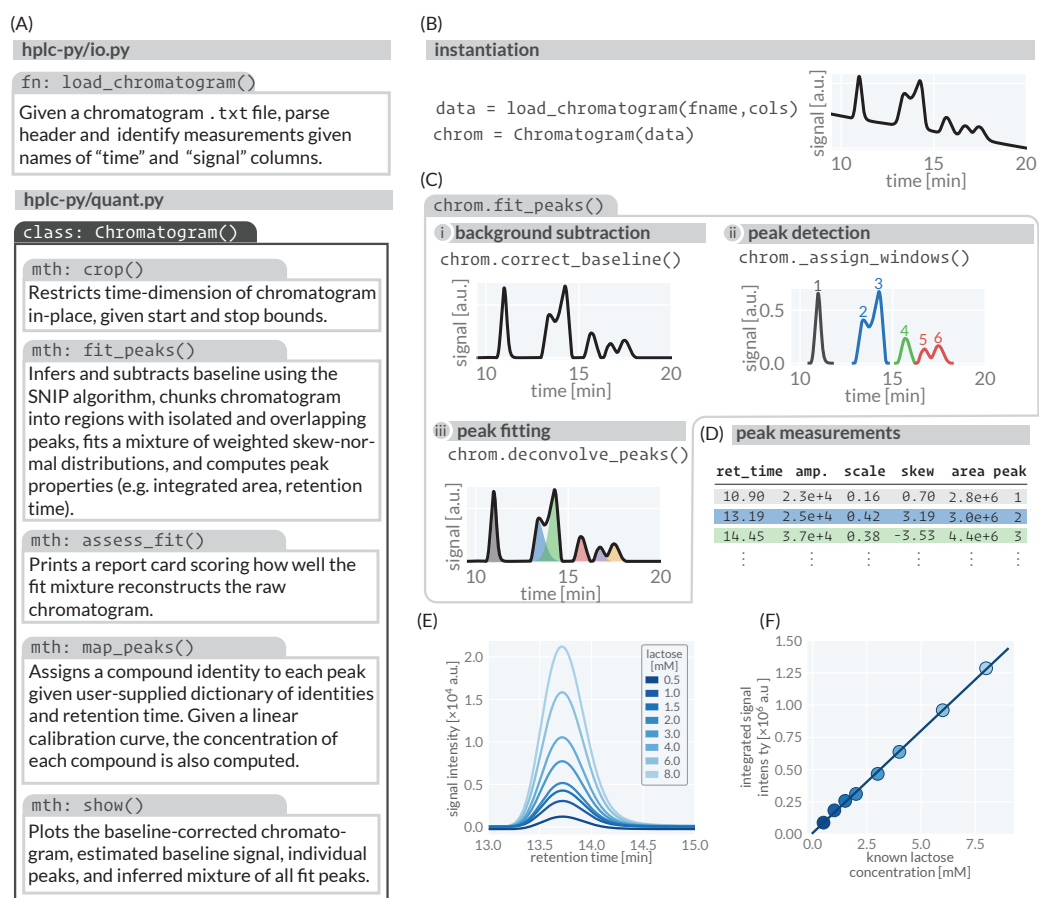 (A)
hplc-py/io.py
fn: load_chromatogram()
Given a chromatogram .txt file, parse
header and identify measurements given
names of “time” and “signal” columns.
hplc-py/quant.py
class: Chromatogram()
mth: crop()
Restricts time-dimension of chromatogram
in-place, given start and stop bounds.
mth: fit_peaks()
Infers and subtracts baseline using the
SNIP algorithm, chunks chromatogram
into regions with isolated and overlapping
peaks, fits a mixture of weighted skew-nor-
mal distributions, and computes peak
properties (e.g. integrated area, retention
time).
mth: assess_fit()
Prints a report card scoring how well the
fit mixture reconstructs the raw
chromatogram.
mth: map_peaks()
Assigns a compound identity to each peak
given user-supplied dictionary of identities
and retention time. Given a linear
calibration curve, the concentration of
each compound is also computed.
mth: show()
Plots the baseline-corrected chromato-
gram, estimated baseline signal, individual
peaks, and inferred mixture of all fit peaks.
(B)
instantiation
data = load_chromatogram(fname,cols)
chrom = Chromatogram(data)
signal [a.u.]
10 15 20
time [min]
(C)
chrom.fit_peaks()
i background subtraction
chrom.correct_baseline()
signal [a.u.]
10 15 20
time [min]
ii peak detection
chrom._assign_windows()
signal [a.u.]
0.5
0.0
1 2 3 4 5 6
10 15 20
time [min]
iii peak fitting
chrom.deconvolve_peaks()
signal [a.u.]
10 15 20
time [min]
(D) peak measurements
ret_time amp. scale skew area peak
10.90 2.3e+4 0.16 0.70 2.8e+6 1
13.19 2.5e+4 0.42 3.19 3.0e+6 2
14.45 3.7e+4 0.38 -3.53 4.4e+6 3
⋮ ⋮ ⋮ ⋮ ⋮ ⋮
(E)
signal intensity [×10⁴ a.u.]
2.0
1.5
1.0
0.5
0.0
13.0 13.5 14.0 14.5 15.0
retention time [min]
lactose
[mM]
0.5
1.0
1.5
2.0
3.0
4.0
6.0
8.0
(F)
integrated signal
intens ty [×10⁶ a.u]
1.50
1.25
1.00
0.75
0.50
0.25
0.00
0.0 2.5 5.0 7.5
known lactose
concentration [mM]